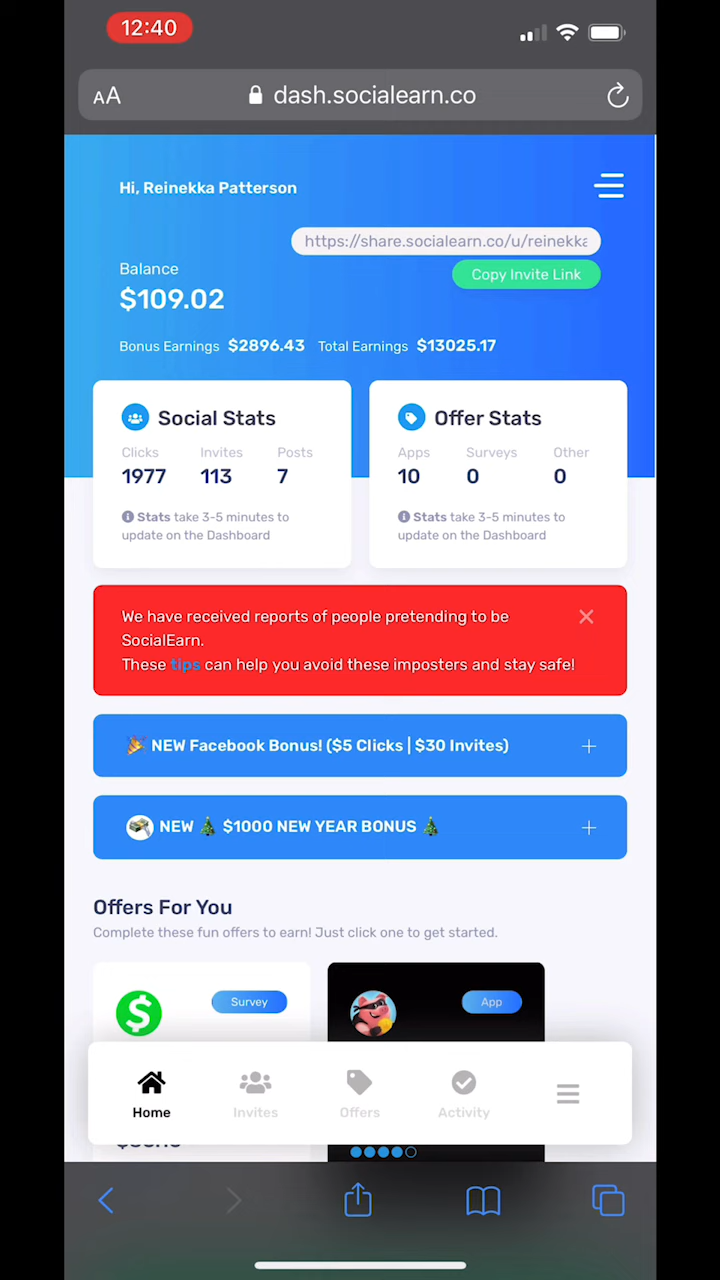 12:40
AA
dash.socialearn.co
Hi, Reinekka Patterson
https://share.socialearn.co/u/reinekka
Copy Invite Link
Balance
$109.02
Bonus Earnings $2896.43 Total Earnings $13025.17
Social Stats
Clicks Invites Posts
1977 113 7
Stats take 3-5 minutes to
update on the Dashboard
Offer Stats
Apps Surveys Other
10 0 0
Stats take 3-5 minutes to
update on the Dashboard
We have received reports of people pretending to be
SocialEarn.
These tips can help you avoid these imposters and stay safe!
NEW Facebook Bonus! ($5 Clicks | $30 Invites)
NEW 🎄 $1000 NEW YEAR BONUS 🎄
Offers For You
Complete these fun offers to earn! Just click one to get started.
Survey
App
Home Invites Offers Activity